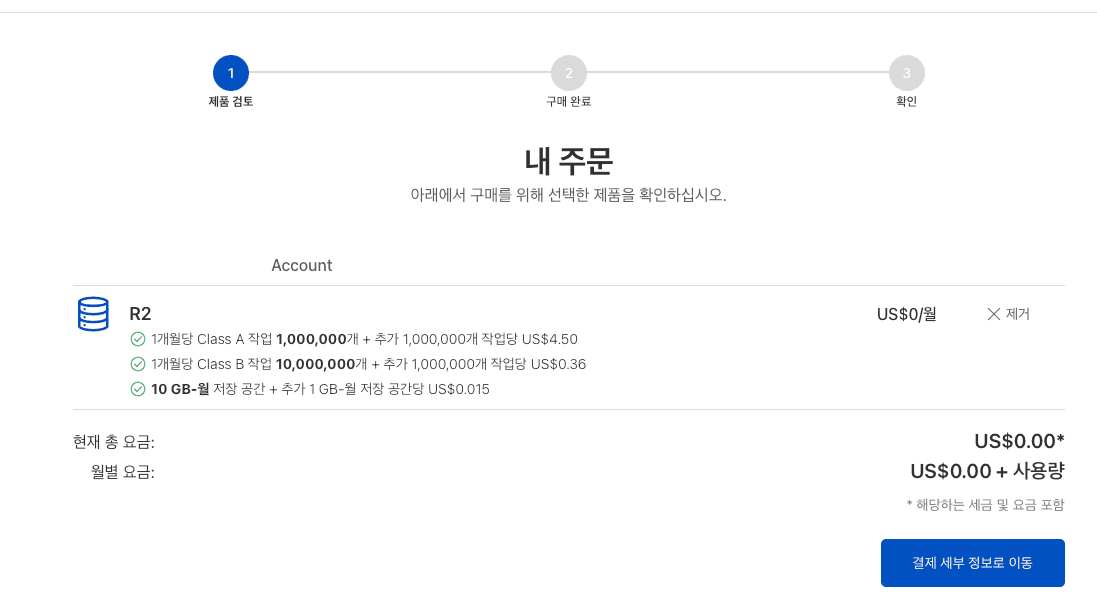 1
2
3
제품 검토
구매 완료
확인
내 주문
아래에서 구매를 위해 선택한 제품을 확인하십시오.
Account
R2
US$0/월
제거
1개월당 Class A 작업 1,000,000개 + 추가 1,000,000개 작업당 US$4.50
1개월당 Class B 작업 10,000,000개 + 추가 1,000,000개 작업당 US$0.36
10 GB-월 저장 공간 + 추가 1 GB-월 저장 공간당 US$0.015
현재 총 요금:
US$0.00*
월별 요금:
US$0.00 + 사용량
* 해당하는 세금 및 요금 포함
결제 세부 정보로 이동